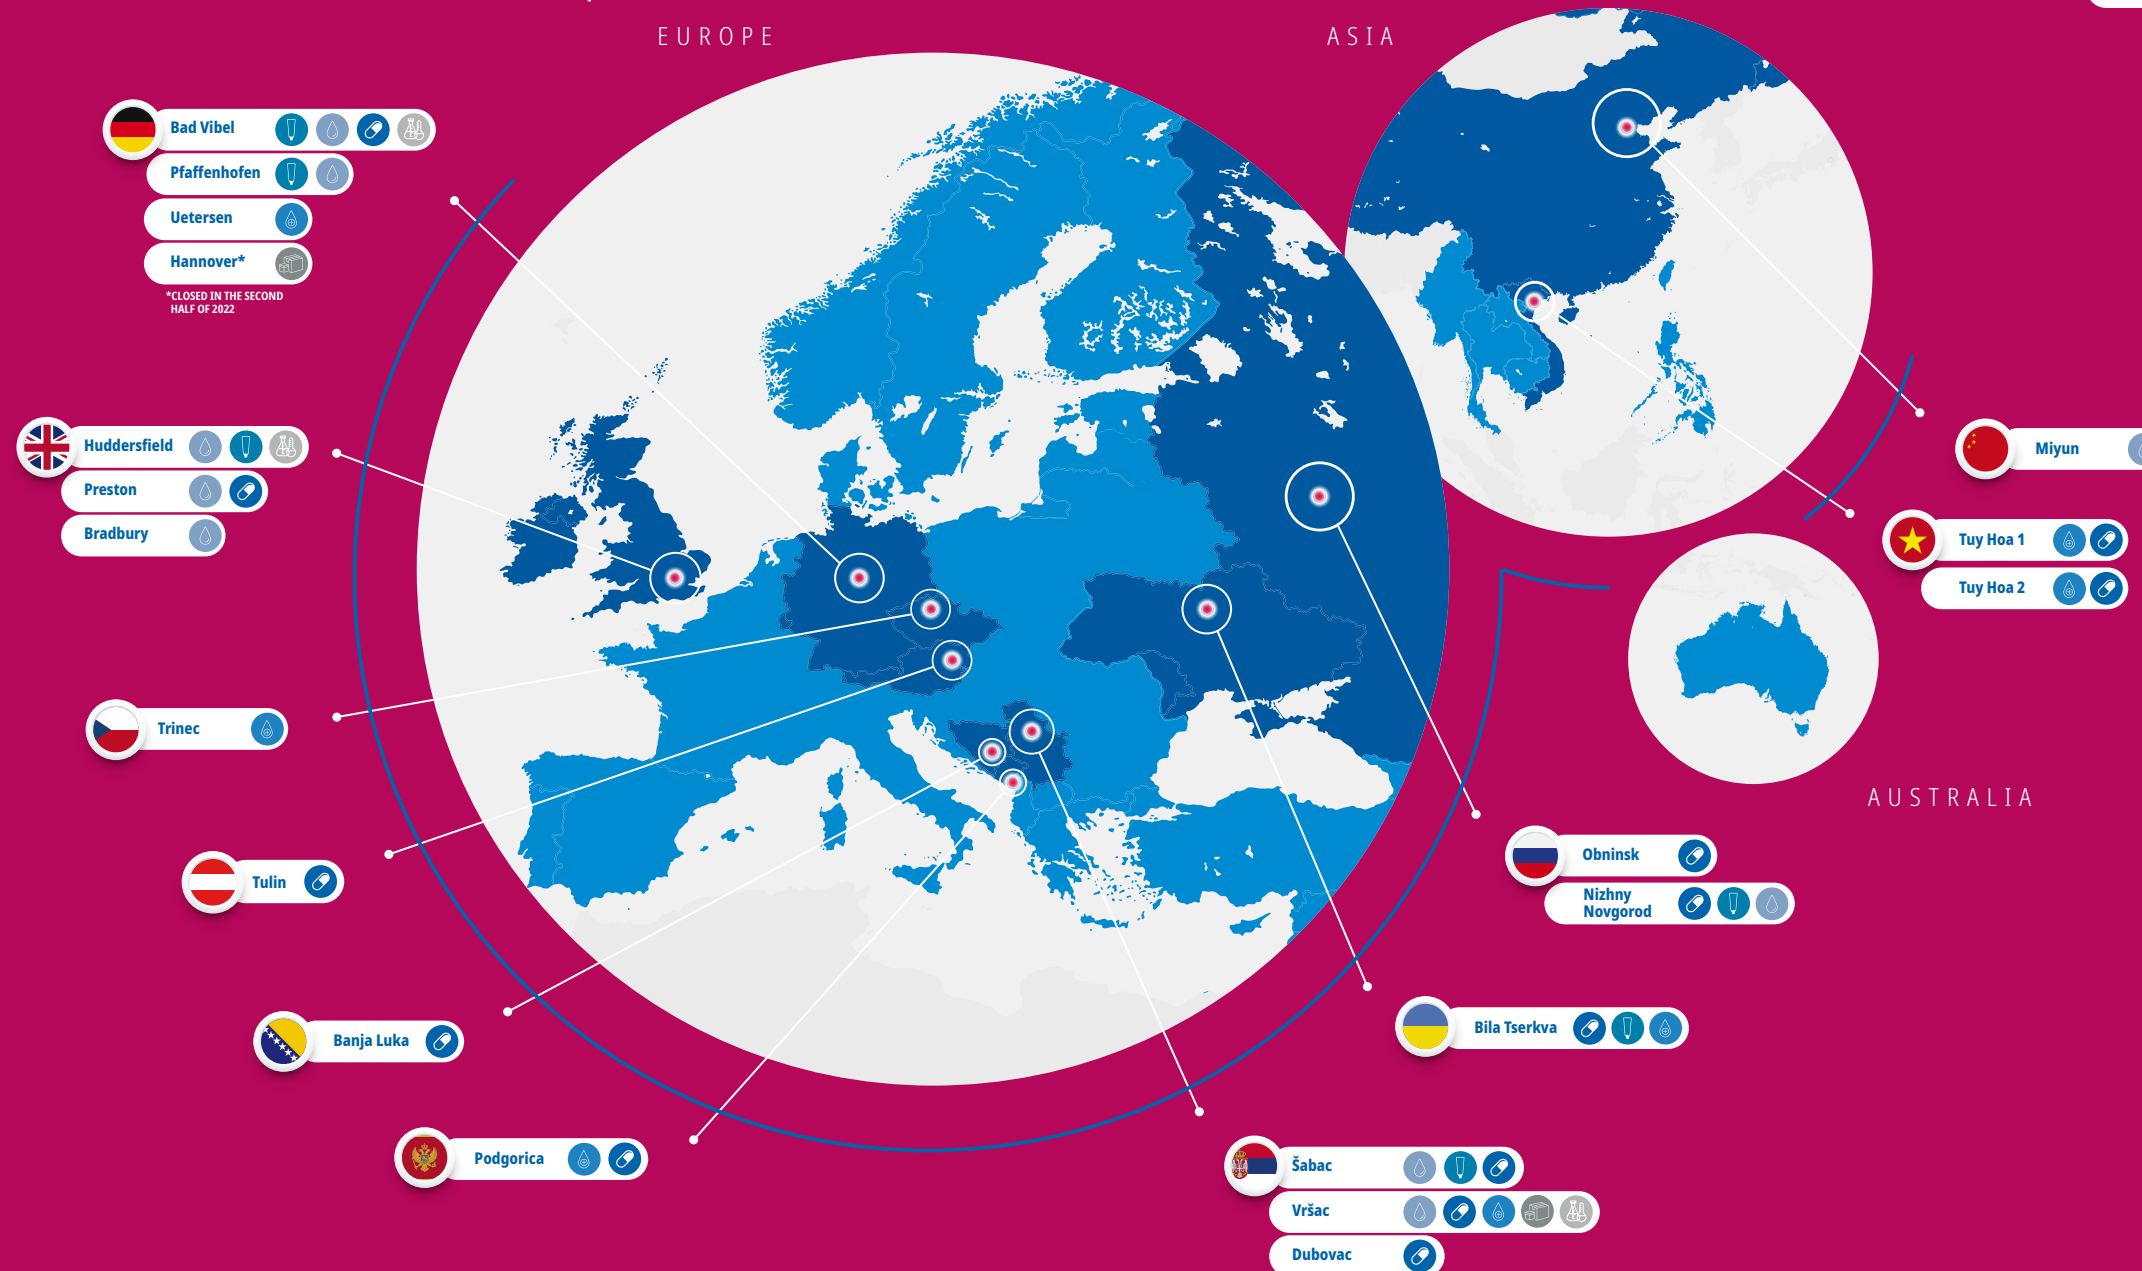 EUROPE
ASIA
Bad Vibel
Pfaffenhofen
Uetersen
Hannover*
*CLOSED IN THE SECOND
HALF OF 2022
Huddersfield
Preston
Bradbury
Trinec
Tulin
Banja Luka
Podgorica
Miyun
Tuy Hoa 1
Tuy Hoa 2
AUSTRALIA
Obninsk
Nizhny
Novgorod
Bila Tserkva
Šabac
Vršac
Dubovac